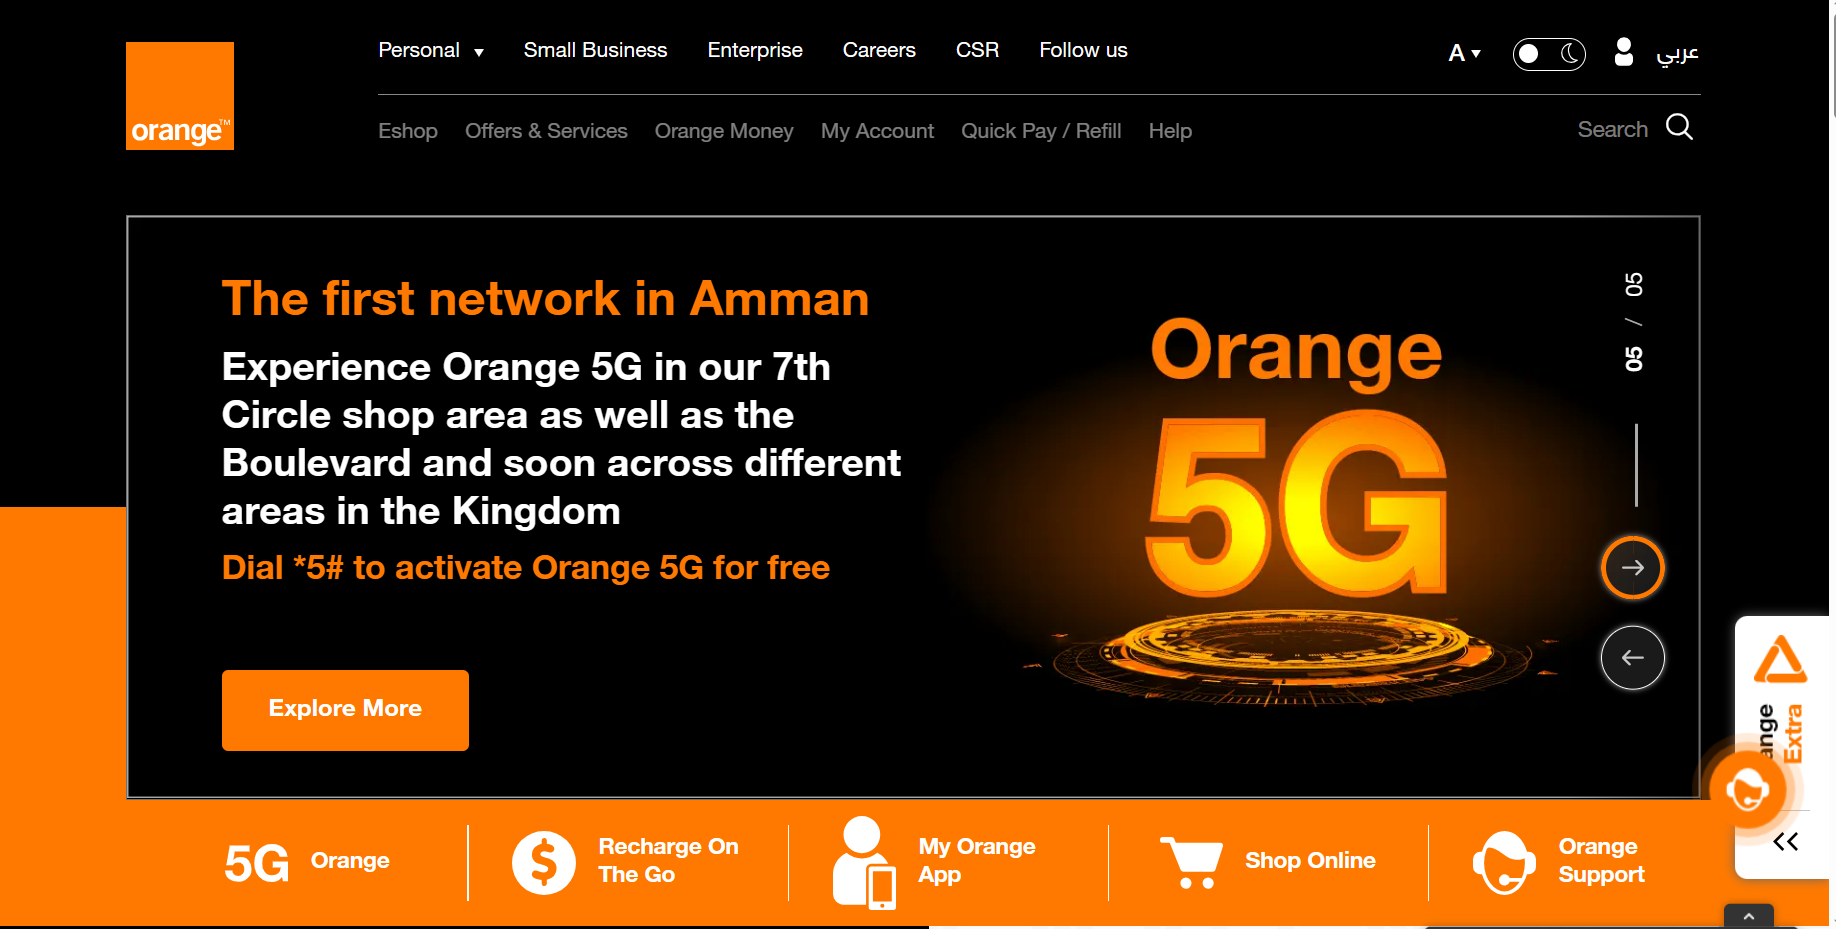 Personal
Small Business
Enterprise
Careers
CSR
Follow us
A
عربي
orange™
Eshop
Offers & Services
Orange Money
My Account
Quick Pay / Refill
Help
Search
The first network in Amman
Experience Orange 5G in our 7th
Circle shop area as well as the
Boulevard and soon across different
areas in the Kingdom
Dial *5# to activate Orange 5G for free
Explore More
Orange
5G
05 / 05
Extra
5G Orange
Recharge On
The Go
My Orange
App
Shop Online
Orange
Support